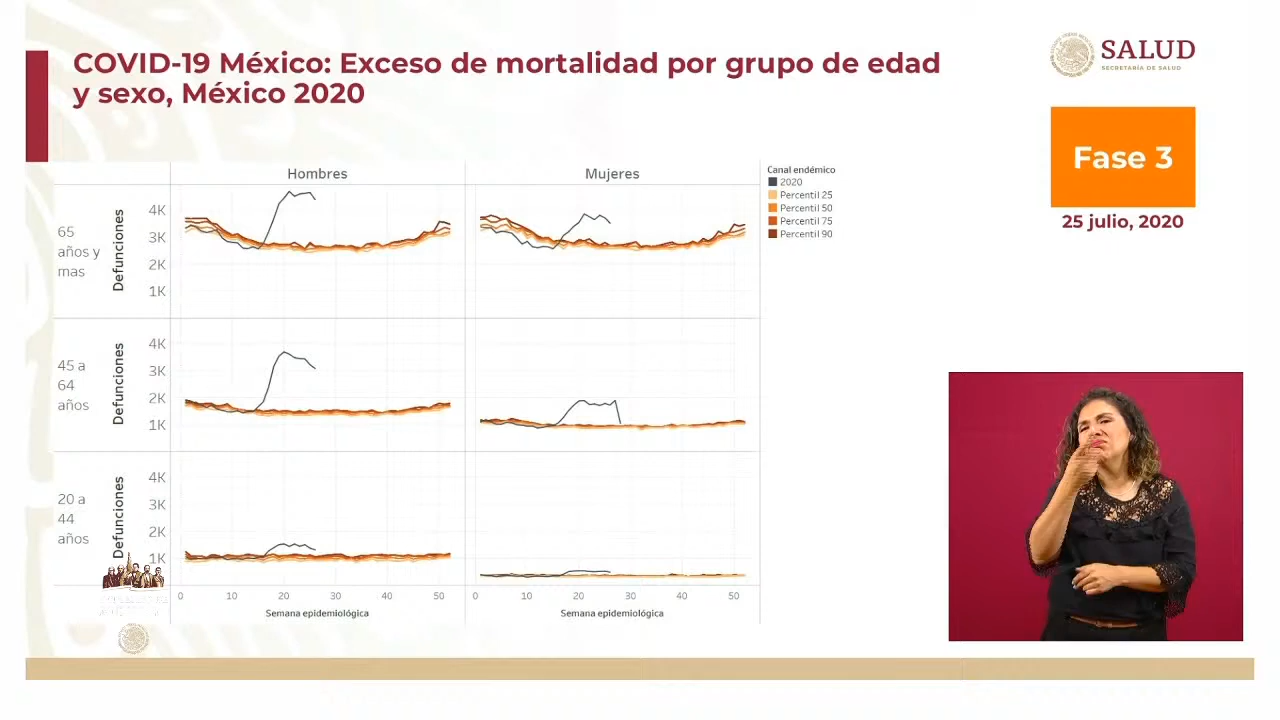 COVID-19 México: Exceso de mortalidad por grupo de edad
y sexo, México 2020
SALUD
SECRETARÍA DE SALUD
Fase 3
25 julio, 2020
Hombres
Mujeres
Canal endémico
2020
Percentil 25
Percentil 50
Percentil 75
Percentil 90
65
años y
mas
Defunciones
4K
3K
2K
1K
45 a
64
años
Defunciones
4K
3K
2K
1K
20 a
44
años
Defunciones
4K
3K
2K
1K
0 10 20 30 40 50
0 10 20 30 40 50
Semana epidemiológica
Semana epidemiológica